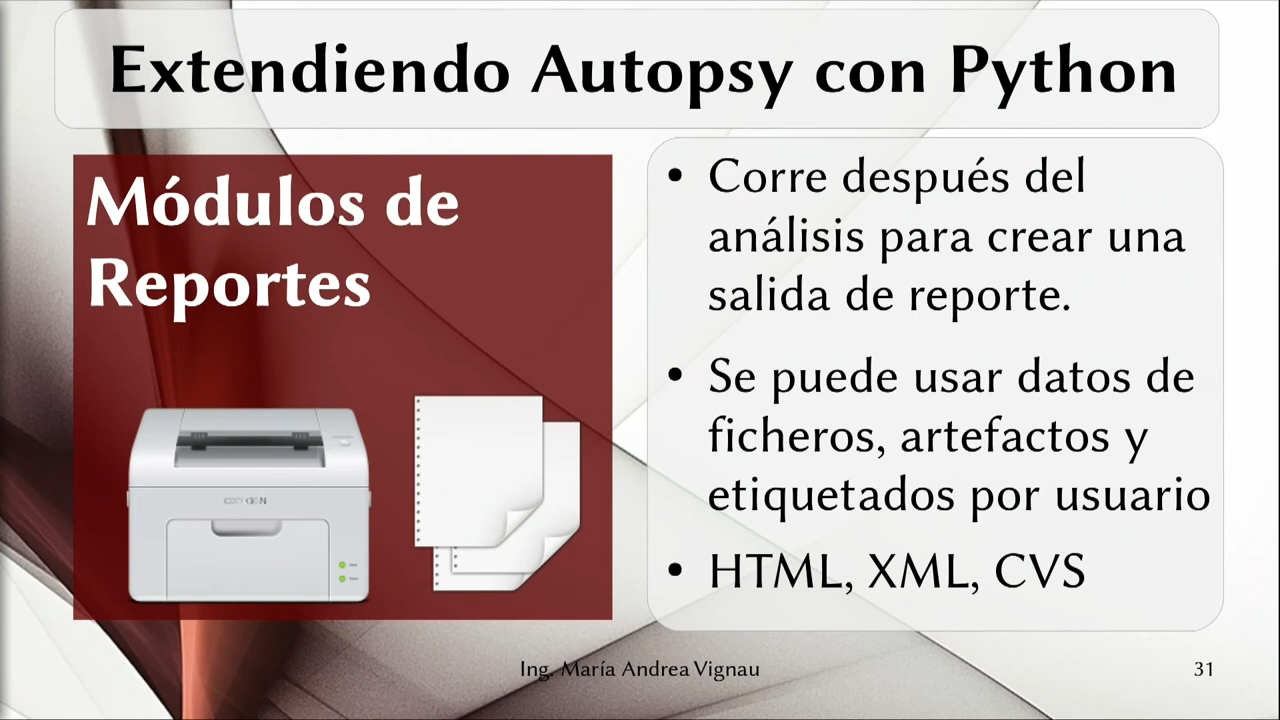 Extendiendo Autopsy con Python
Módulos de
Reportes
OXYGEN
• Corre después del
análisis para crear una
salida de reporte.
• Se puede usar datos de
ficheros, artefactos y
etiquetados por usuario
• HTML, XML, CVS
Ing. María Andrea Vignau
31